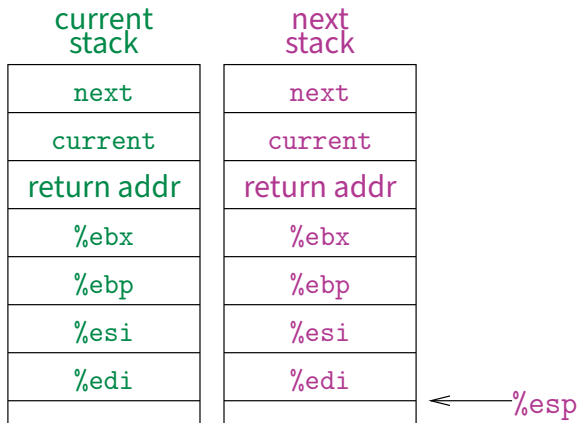 current
stack
next
current
return addr
%ebx
%ebp
%esi
%edi
next
stack
next
current
return addr
%ebx
%ebp
%esi
%edi
%esp